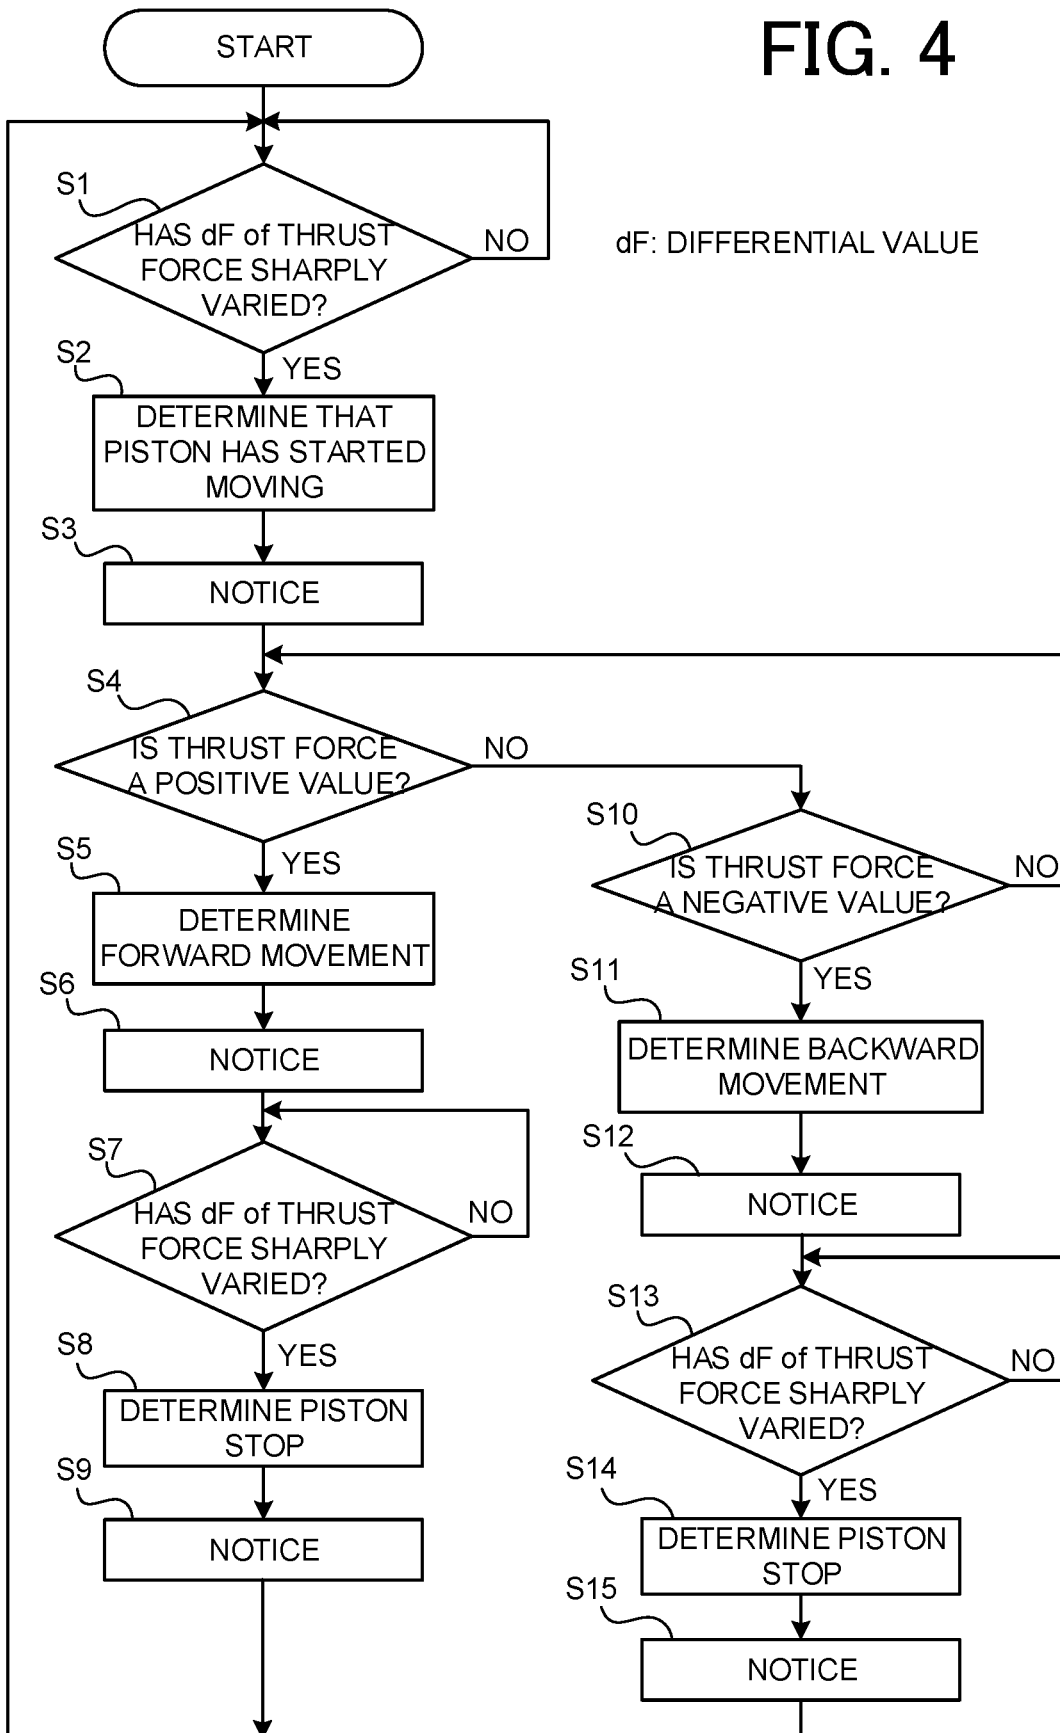 FIG. 4
START
S1
HAS dF of THRUST
FORCE SHARPLY
VARIED?
NO
dF: DIFFERENTIAL VALUE
YES
S2
DETERMINE THAT
PISTON HAS STARTED
MOVING
S3
NOTICE
S4
IS THRUST FORCE
A POSITIVE VALUE?
NO
YES
S5
DETERMINE
FORWARD MOVEMENT
S6
NOTICE
S7
HAS dF of THRUST
FORCE SHARPLY
VARIED?
NO
YES
S8
DETERMINE PISTON
STOP
S9
NOTICE
S10
IS THRUST FORCE
A NEGATIVE VALUE?
NO
YES
S11
DETERMINE BACKWARD
MOVEMENT
S12
NOTICE
S13
HAS dF of THRUST
FORCE SHARPLY
VARIED?
NO
YES
S14
DETERMINE PISTON
STOP
S15
NOTICE